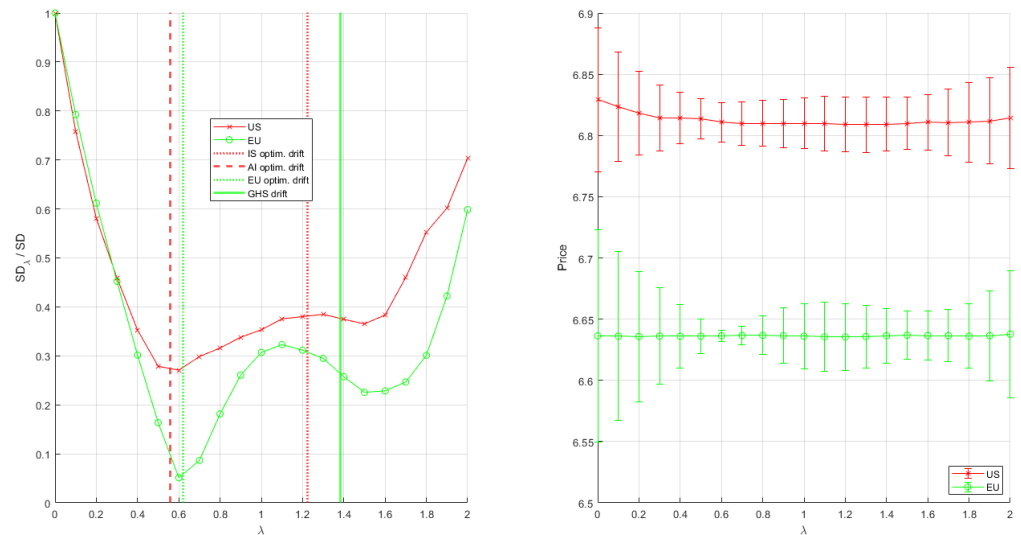 1
0.9
0.8
0.7
0.6
0.5
0.4
0.3
0.2
0.1
0
SDλ / SD
US
EU
IS optim. drift
AI optim. drift
EU optim. drift
GHS drift
0 0.2 0.4 0.6 0.8 1 1.2 1.4 1.6 1.8 2
λ
6.9
6.85
6.8
6.75
6.7
6.65
6.6
6.55
6.5
Price
US
EU
0 0.2 0.4 0.6 0.8 1 1.2 1.4 1.6 1.8 2
λ